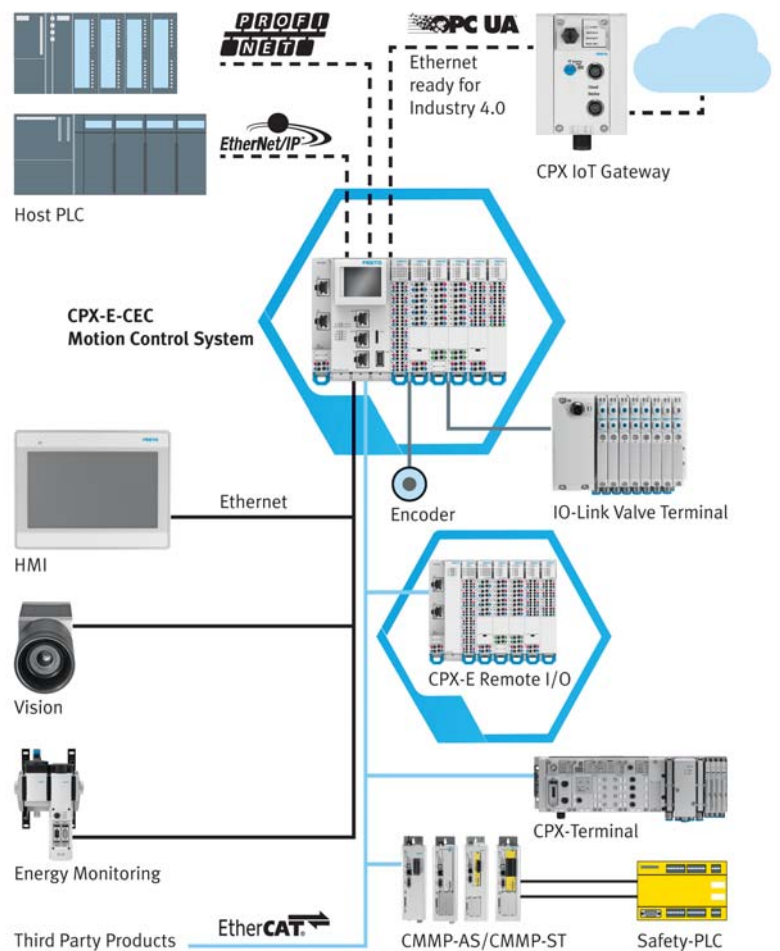 PROFI
NET
OPC UA
Ethernet
ready for
Industry 4.0
EtherNet/IP
CPX IoT Gateway
Host PLC
CPX-E-CEC
Motion Control System
FESTO
Ethernet
Encoder
IO-Link Valve Terminal
HMI
CPX-E Remote I/O
Vision
CPX-Terminal
Energy Monitoring
Third Party Products
EtherCAT
CMMP-AS/CMMP-ST
Safety-PLC